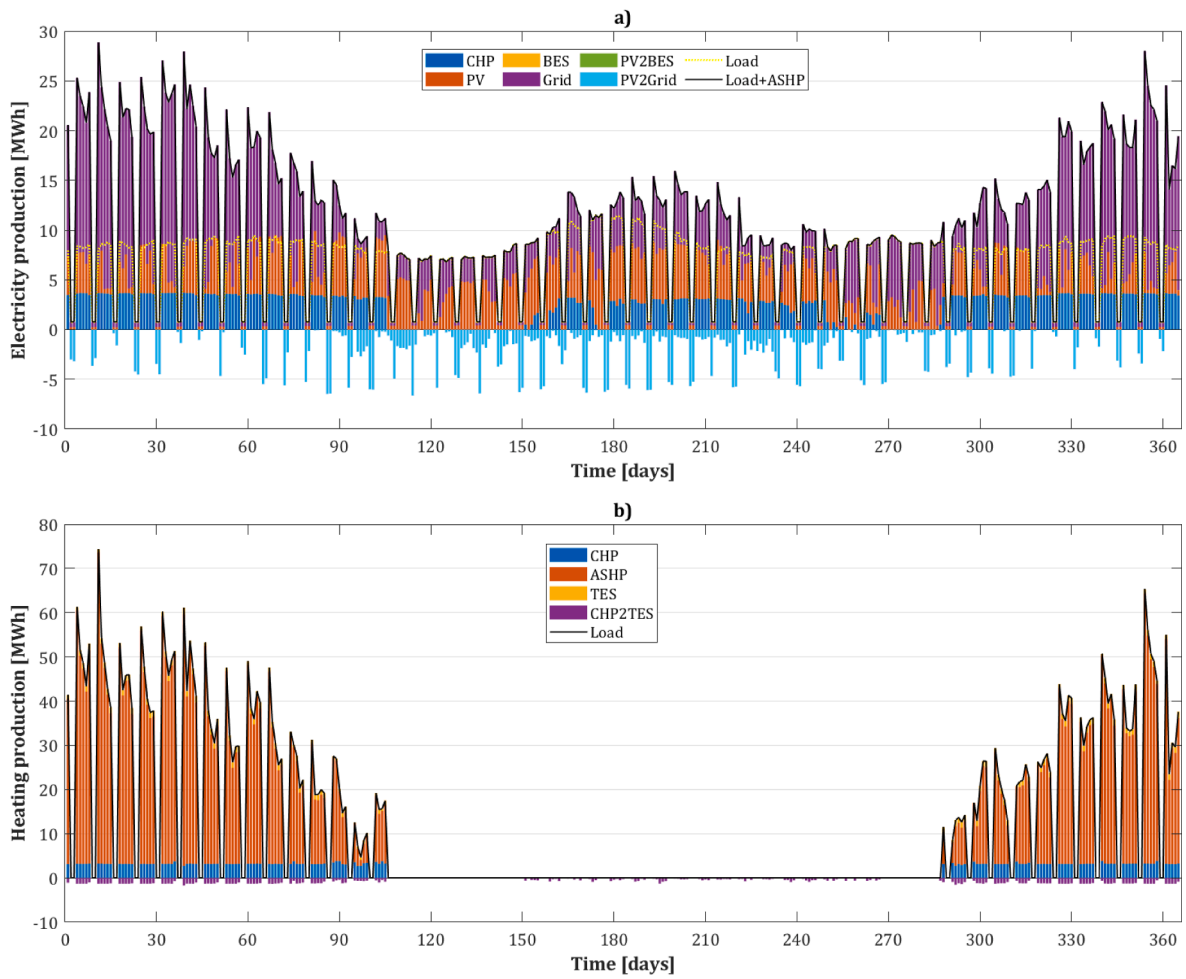 a)
30
25
20
15
10
5
0
-5
-10
Electricity production [MWh]
CHP BES PV2BES Load
PV Grid PV2Grid Load+ASHP
0 30 60 90 120 150 180 210 240 270 300 330 360
Time [days]
b)
80
70
60
50
40
30
20
10
0
-10
Heating production [MWh]
CHP
ASHP
TES
CHP2TES
Load
0 30 60 90 120 150 180 210 240 270 300 330 360
Time [days]